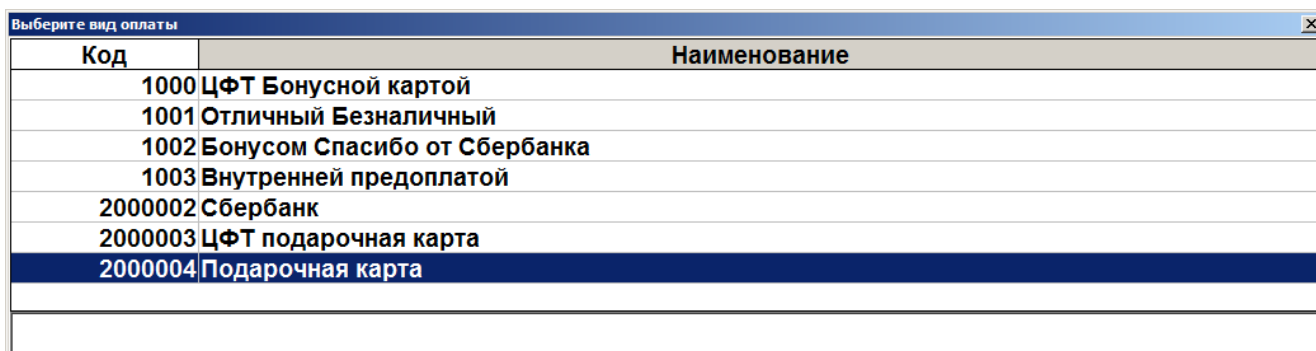 Выберите вид оплаты
Код Наименование
1000 ЦФТ Бонусной картой
1001 Отличный Безналичный
1002 Бонусом Спасибо от Сбербанка
1003 Внутренней предоплатой
2000002 Сбербанк
2000003 ЦФТ подарочная карта
2000004 Подарочная карта